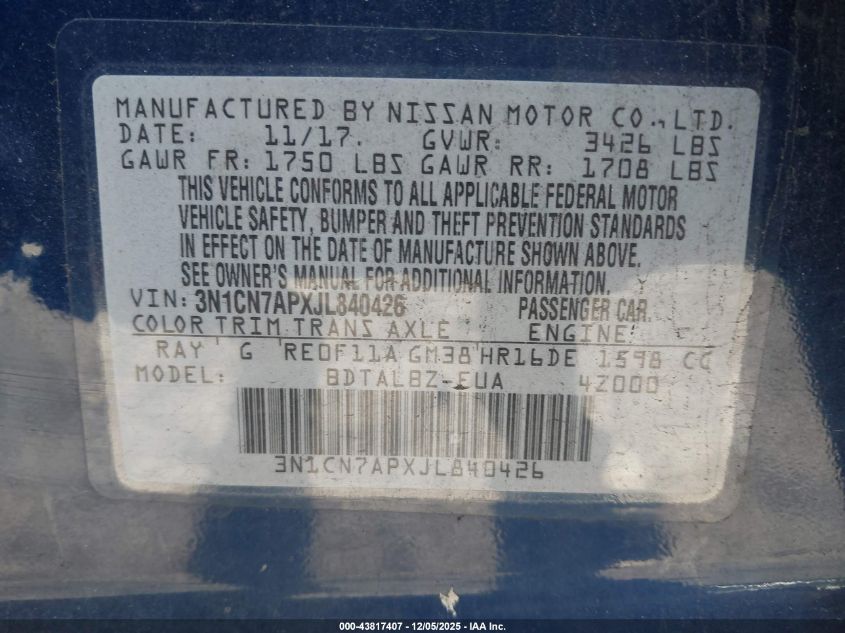 MANUFACTURED BY NISSAN MOTOR CO., LTD.
DATE: 11/17. GVWR: 3426 LBS
GAWR FR: 1750 LBS GAWR RR: 1708 LBS
THIS VEHICLE CONFORMS TO ALL APPLICABLE FEDERAL MOTOR
VEHICLE SAFETY, BUMPER AND THEFT PREVENTION STANDARDS
IN EFFECT ON THE DATE OF MANUFACTURE SHOWN ABOVE.
SEE OWNER'S MANUAL FOR ADDITIONAL INFORMATION.
VIN: 3N1CN7APXJL840426 PASSENGER CAR
COLOR TRIM TRANS AXLE ENGINE
RAY G RE0F11A GM38 HR16DE 1598 CC
MODEL: BDTALBZ-EUA 4Z000
3N1CN7APXJL840426
000-43817407 - 12/05/2025 - IAA Inc.